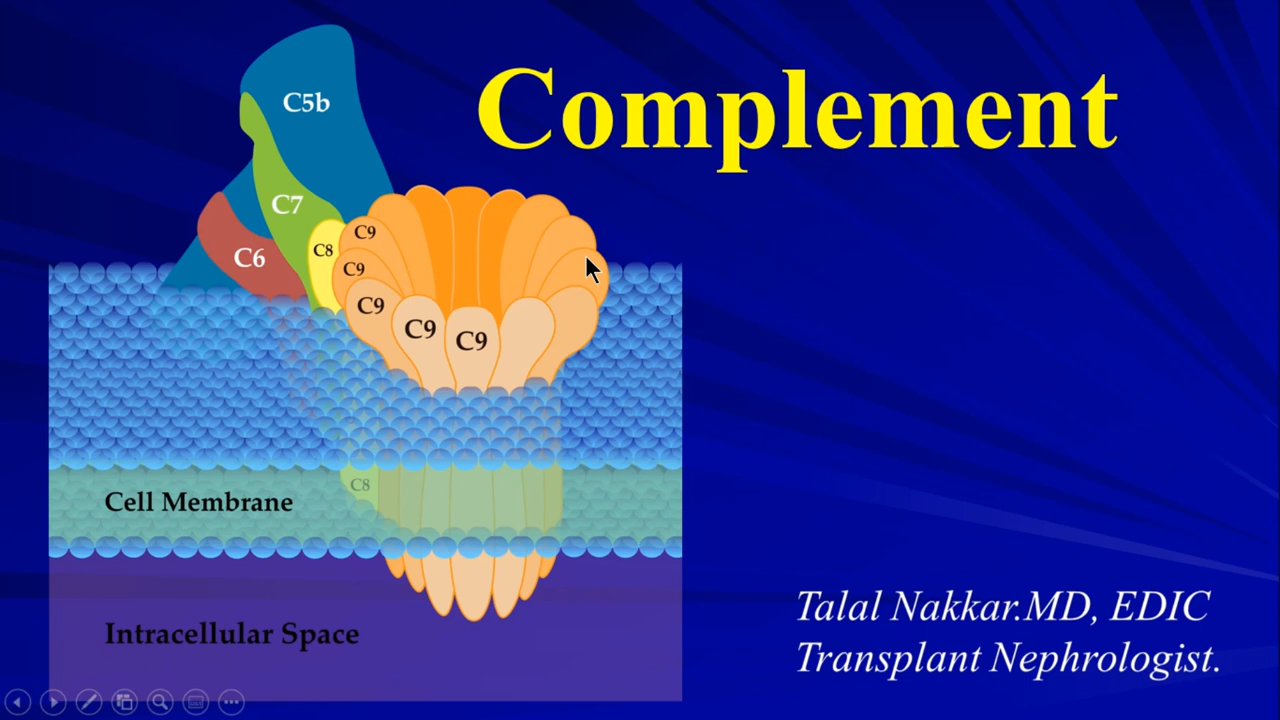 Complement
C5b
C7
C6
C8
C9
C9
C9
C9
C9
C8
Cell Membrane
Intracellular Space
Talal Nakkar.MD, EDIC
Transplant Nephrologist.